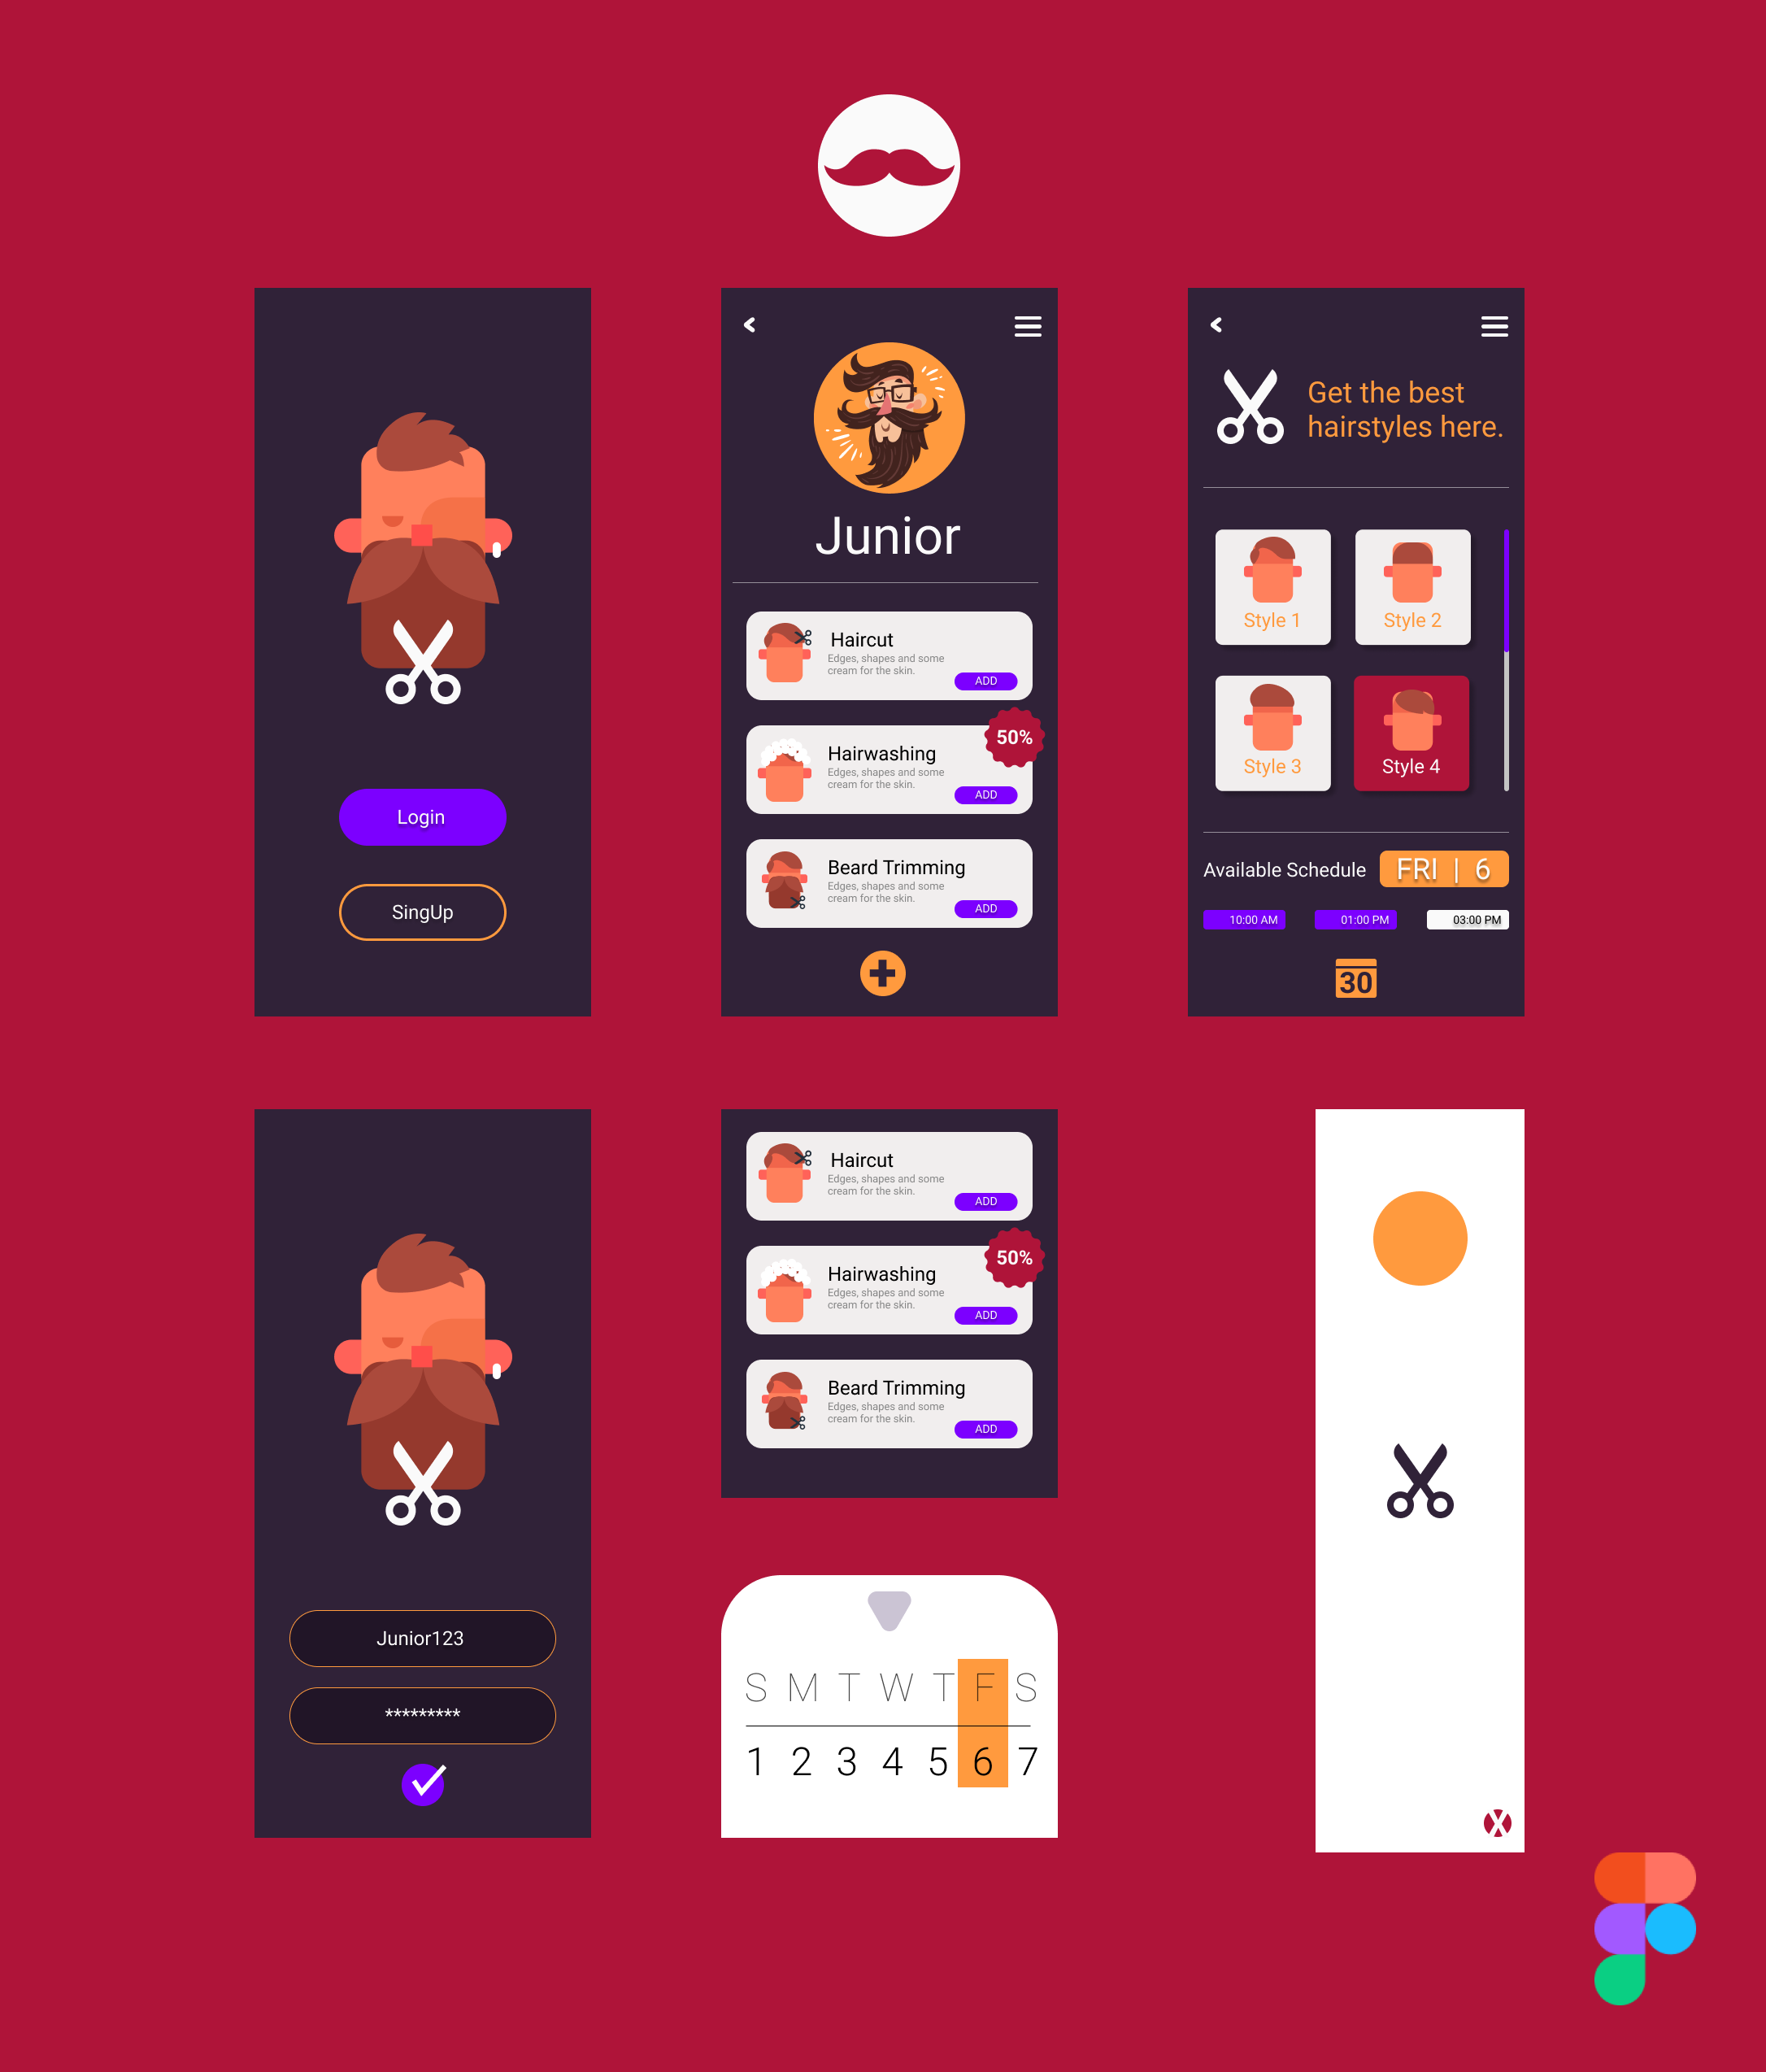 Login
SingUp
Junior
Haircut
Edges, shapes and some
cream for the skin.
ADD
50%
Hairwashing
Edges, shapes and some
cream for the skin.
ADD
Beard Trimming
Edges, shapes and some
cream for the skin.
ADD
Get the best
hairstyles here.
Style 1
Style 2
Style 3
Style 4
Available Schedule
FRI | 6
10:00 AM
01:00 PM
03:00 PM
30
Junior123
*********
Haircut
Edges, shapes and some
cream for the skin.
ADD
50%
Hairwashing
Edges, shapes and some
cream for the skin.
ADD
Beard Trimming
Edges, shapes and some
cream for the skin.
ADD
S M T W T F S
1 2 3 4 5 6 7